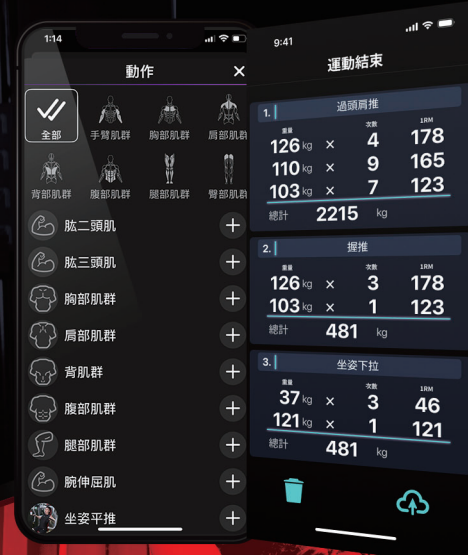 1:14
動作
×
全部
手臂肌群
胸部肌群
肩部肌群
背部肌群
腹部肌群
腿部肌群
臀部肌群
肱二頭肌
肱三頭肌
胸部肌群
肩部肌群
背肌群
腹部肌群
腿部肌群
腕伸屈肌
坐姿平推
9:41
運動結束
1. 過頭肩推
重量 次數 1RM
126 kg × 4 178
110 kg × 9 165
103 kg × 7 123
總計 2215 kg
2. 握推
重量 次數 1RM
126 kg × 3 178
103 kg × 1 123
總計 481 kg
3. 坐姿下拉
重量 次數 1RM
37 kg × 3 46
121 kg × 1 121
總計 481 kg